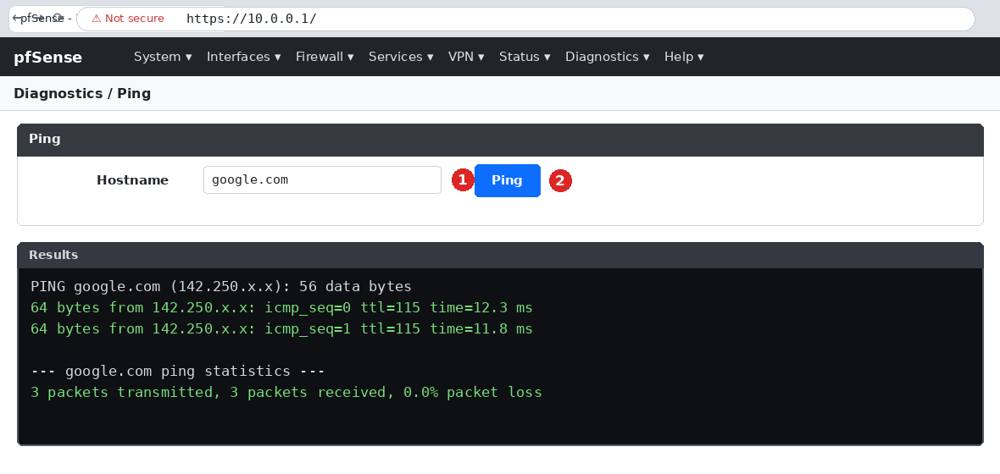 pfSense -
⚠ Not secure https://10.0.0.1/
pfSense System ▾ Interfaces ▾ Firewall ▾ Services ▾ VPN ▾ Status ▾ Diagnostics ▾ Help ▾
Diagnostics / Ping
Ping
Hostname google.com 1 Ping 2
Results
PING google.com (142.250.x.x): 56 data bytes
64 bytes from 142.250.x.x: icmp_seq=0 ttl=115 time=12.3 ms
64 bytes from 142.250.x.x: icmp_seq=1 ttl=115 time=11.8 ms
--- google.com ping statistics ---
3 packets transmitted, 3 packets received, 0.0% packet loss